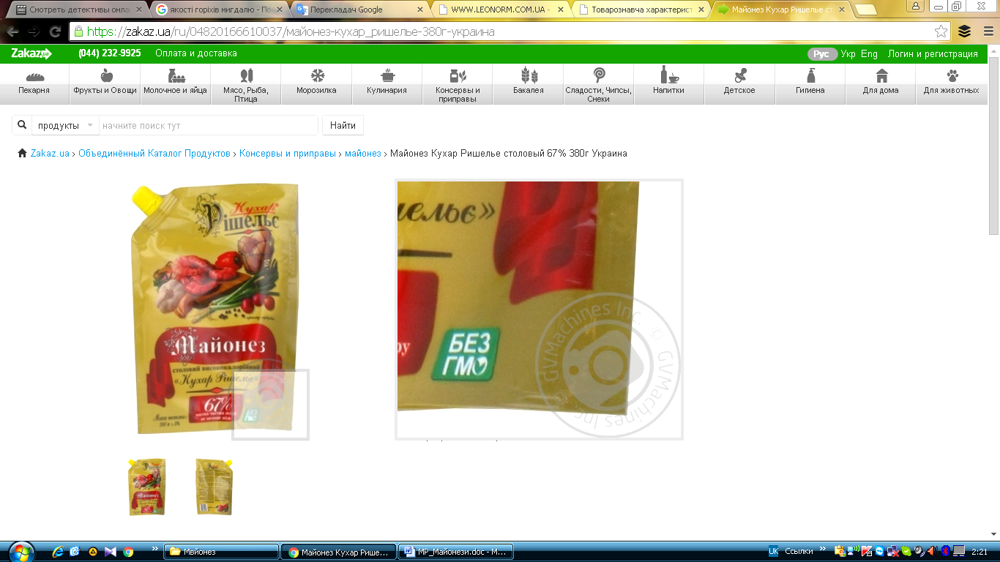 Смотреть детективы онла
якості горіхів мигдалю - По
Перекладач Google
WWW.LEONORM.COM.UA -
Товарознавча характерист
Майонез Кухар Ришелье ст
https://zakaz.ua/ru/04820166610037/майонез-кухар_ришелье-380г-украина
Zakaz.ua (044) 232-9925 Оплата и доставка Рус Укр Eng Логин и регистрация
Пекарня
Фрукты и Овощи
Молочное и яйца
Мясо, Рыба,
Птица
Морозилка
Кулинария
Консервы и
приправы
Бакалея
Сладости, Чипсы,
Снеки
Напитки
Детское
Гигиена
Для дома
Для животных
продукты начните поиск тут Найти
Zakaz.ua › Объединённый Каталог Продуктов › Консервы и приправы › майонез › Майонез Кухар Ришелье столовый 67% 380г Украина
Кухар
Рішельє
Майонез
столовий висококалорійний
«Кухар Рішельє»
67%
БЕЗ
ГМО
ельє»
ру
БЕЗ
ГМО
GVMachines Inc. © GVMachines Inc. ©
Майонез
Мвйонез
Майонез Кухар Рише...
МР_Майонези.doc - М...
UK Ссылки » 2:21